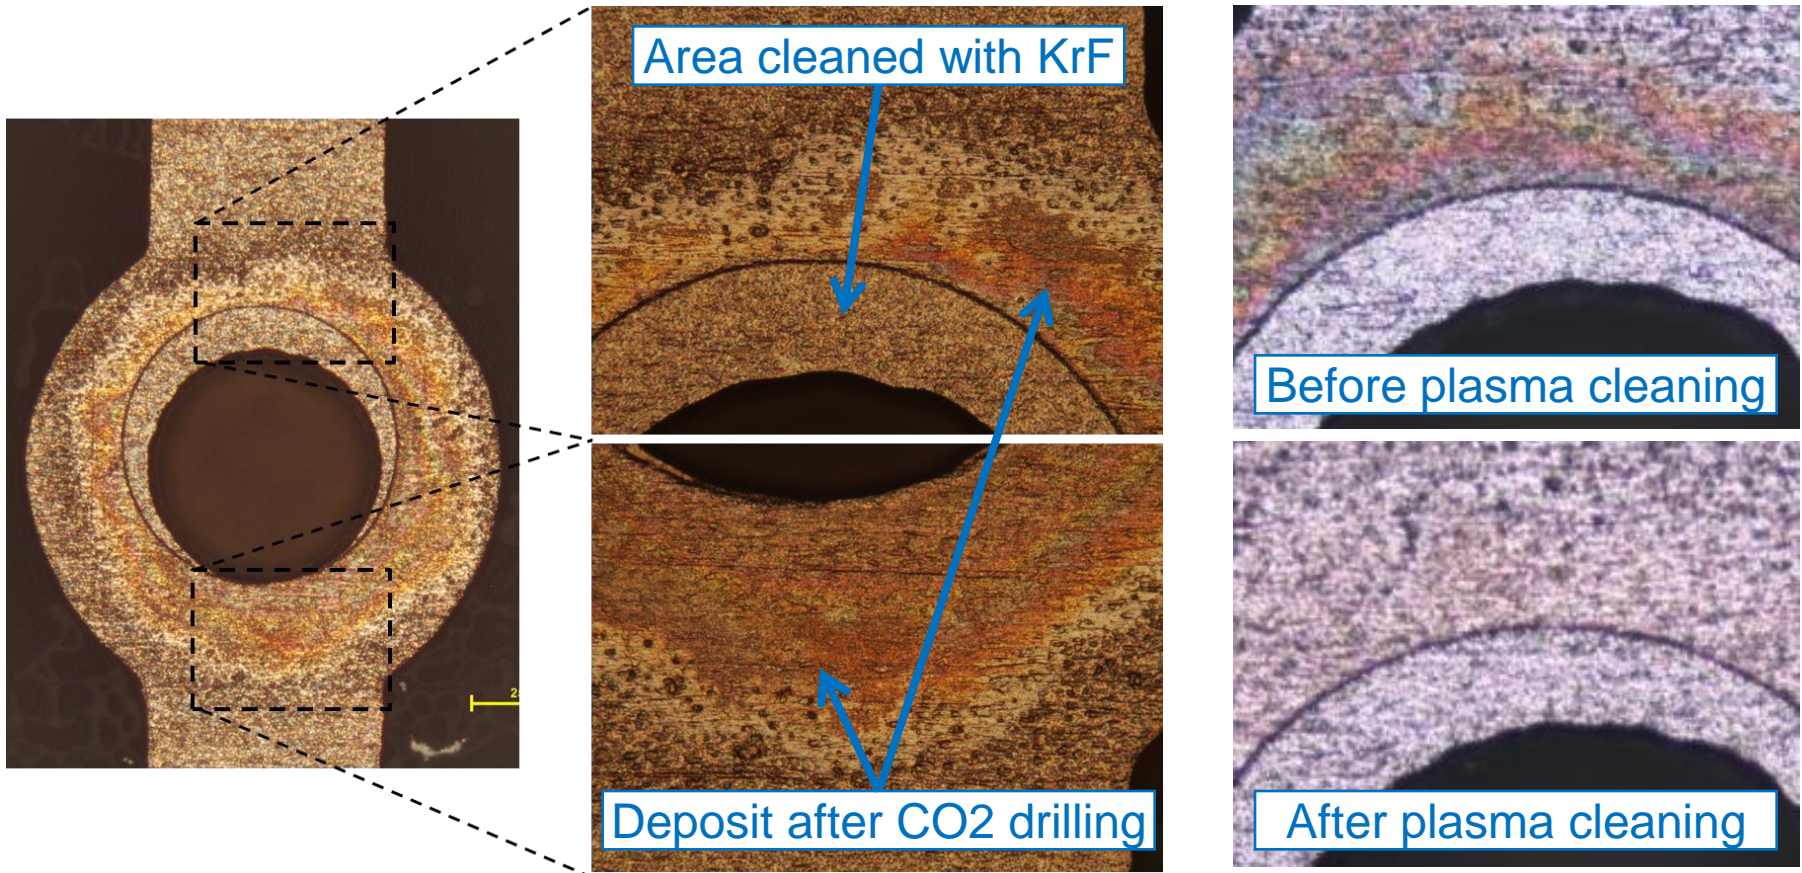 Area cleaned with KrF
Deposit after CO2 drilling
Before plasma cleaning
After plasma cleaning